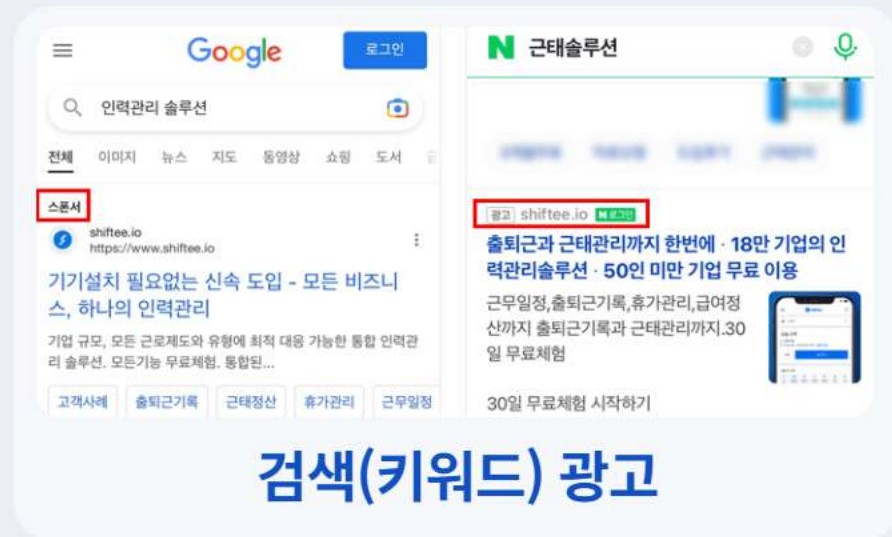 Google
로그인
인력관리 솔루션
전체 이미지 뉴스 지도 동영상 쇼핑 도서
스폰서
shiftee.io
https://www.shiftee.io
기기설치 필요없는 신속 도입 - 모든 비즈니
스, 하나의 인력관리
기업 규모, 모든 근로제도와 유형에 최적 대응 가능한 통합 인력관
리 솔루션. 모든기능 무료체험. 통합된...
고객사례 출퇴근기록 근태정산 휴가관리 근무일정
N 근태솔루션
광고 shiftee.io N로그인
출퇴근과 근태관리까지 한번에 · 18만 기업의 인
력관리솔루션 · 50인 미만 기업 무료 이용
근무일정,출퇴근기록,휴가관리,급여정
산까지 출퇴근기록과 근태관리까지.30
일 무료체험
30일 무료체험 시작하기
검색(키워드) 광고